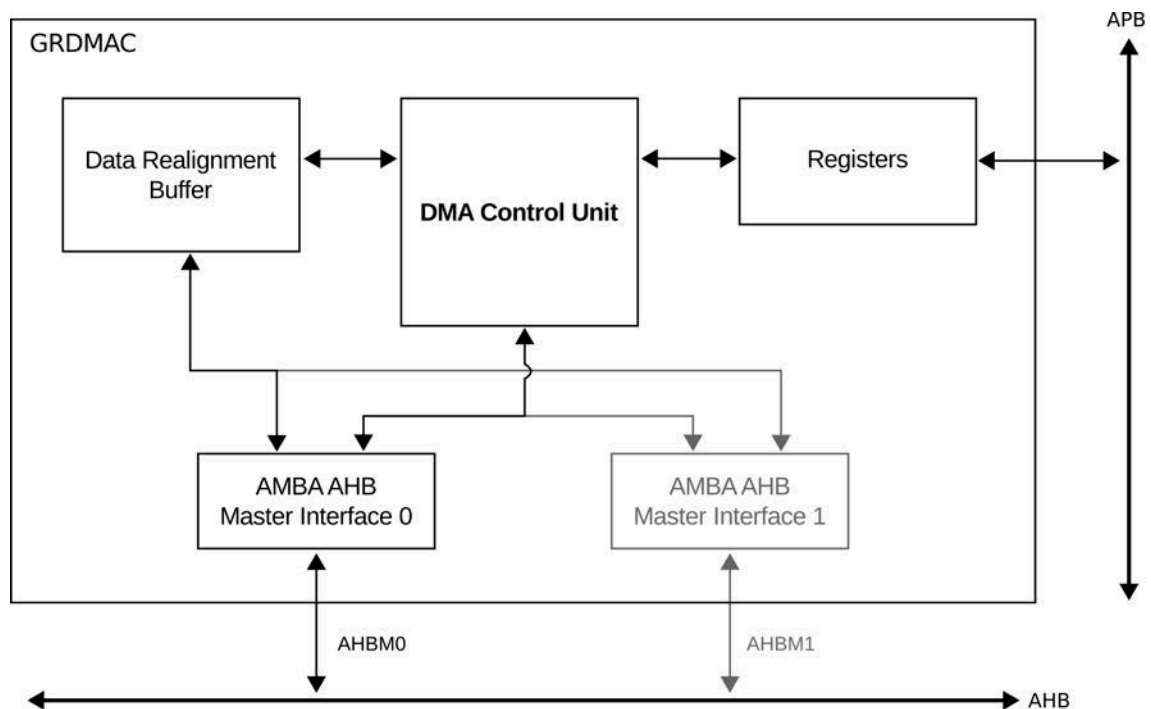 APB
GRDMAC
Data Realignment
Buffer
DMA Control Unit
Registers
AMBA AHB
Master Interface 0
AMBA AHB
Master Interface 1
AHBM0
AHBM1
AHB